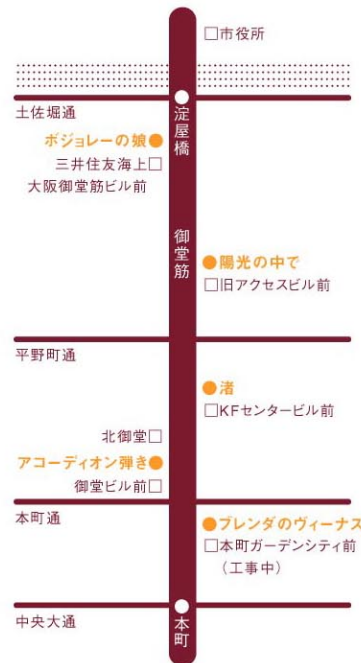 □市役所
土佐堀通
淀屋橋
ボジョレーの娘●
三井住友海上□
大阪御堂筋ビル前
御堂筋
●陽光の中で
□旧アクセスビル前
平野町通
●渚
□KFセンタービル前
北御堂□
アコーディオン弾き●
御堂ビル前□
本町通
●ブレンダのヴィーナス
□本町ガーデンシティ前
（工事中）
中央大通
本町